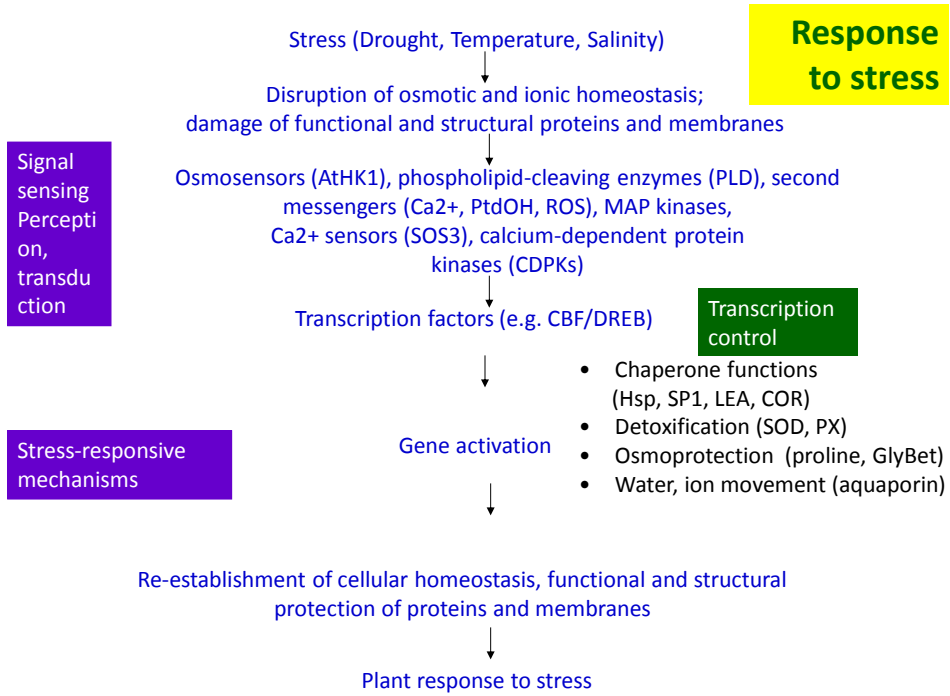 Stress (Drought, Temperature, Salinity)
Response
to stress
Disruption of osmotic and ionic homeostasis;
damage of functional and structural proteins and membranes
Signal
sensing
Percepti
on,
transdu
ction
Osmosensors (AtHK1), phospholipid-cleaving enzymes (PLD), second
messengers (Ca2+, PtdOH, ROS), MAP kinases,
Ca2+ sensors (SOS3), calcium-dependent protein
kinases (CDPKs)
Transcription factors (e.g. CBF/DREB)
Transcription
control
• Chaperone functions
(Hsp, SP1, LEA, COR)
• Detoxification (SOD, PX)
• Osmoprotection (proline, GlyBet)
• Water, ion movement (aquaporin)
Gene activation
Stress-responsive
mechanisms
Re-establishment of cellular homeostasis, functional and structural
protection of proteins and membranes
Plant response to stress